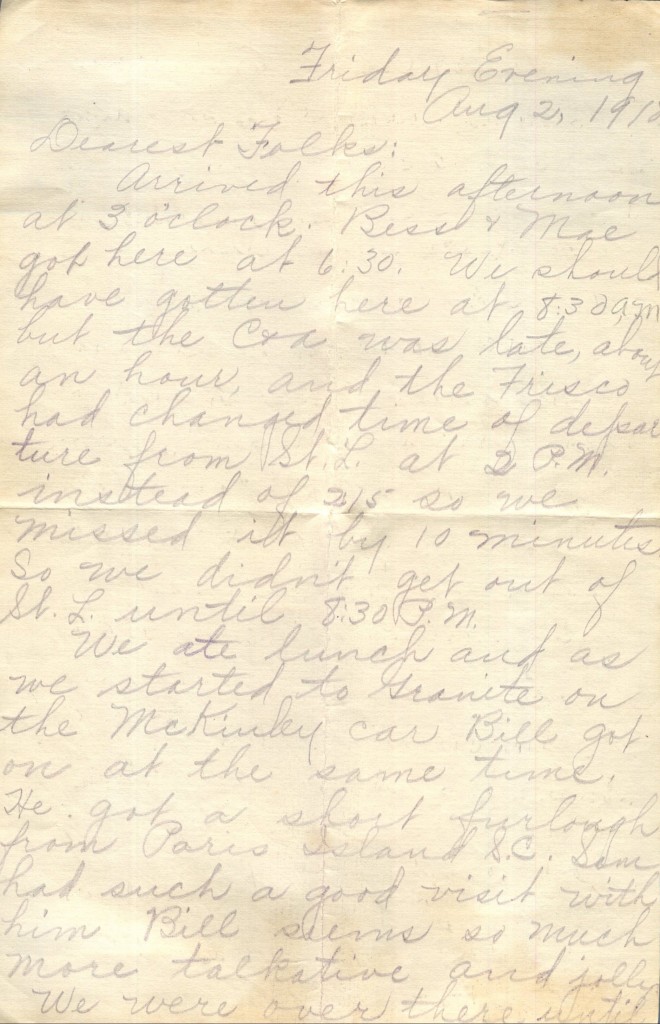 Friday Evening
Aug. 2, 1918
Dearest Folks:
Arrived this afternoon
at 3 o'clock. Bess & Mae
got here at 6:30. We should
have gotten here at 8:30 a.m
but the C&A was late, about
an hour, and the Frisco
had changed time of depar
ture from St. L. at 2 P.M.
instead of 2:15 so we
missed it by 10 minutes
So we didn't get out of
St. L. until 8:30 P.M.
We ate lunch and as
we started to Granite on
the McKinley car Bill got
on at the same time.
He got a short furlough
from Paris Island S.C. Sam
had such a good visit with
him Bill seems so much
more talkative and jolly
We were over there until